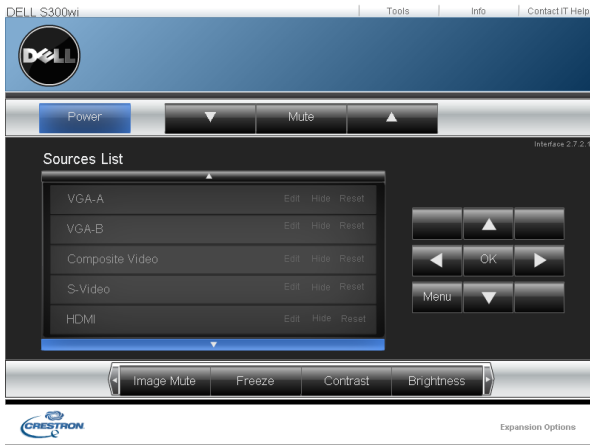 DELL S300wi
Tools Info Contact IT Help
DELL
Power Mute
Interface 2.7.2.1
Sources List
VGA-A Edit Hide Reset
VGA-B Edit Hide Reset
Composite Video Edit Hide Reset
S-Video Edit Hide Reset
HDMI Edit Hide Reset
OK
Menu
Image Mute Freeze Contrast Brightness
CRESTRON
Expansion Options